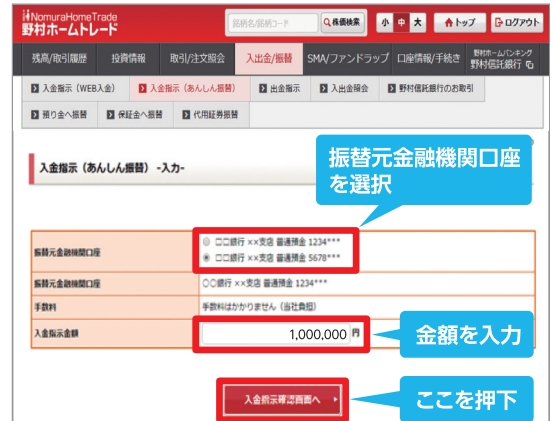 NomuraHomeTrade
野村ホームトレード
銘柄名/銘柄コード
株価検索
小 中 大
トップ
ログアウト
残高/取引履歴
投資情報
取引/注文照会
入出金/振替
SMA/ファンドラップ
口座情報/手続き
野村ホームバンキング
野村信託銀行
入金指示（WEB入金）
入金指示（あんしん振替）
出金指示
入出金照会
野村信託銀行のお取引
預り金へ振替
保証金へ振替
代用証券振替
入金指示（あんしん振替）-入力-
振替元金融機関口座
を選択
振替元金融機関口座
□□銀行 ××支店 普通預金 1234***
□□銀行 ××支店 普通預金 5678***
振替元金融機関口座
○○銀行 ××支店 普通預金 1234***
手数料
手数料はかかりません（当社負担）
入金指示金額
1,000,000 円
金額を入力
入金指示確認画面へ
ここを押下